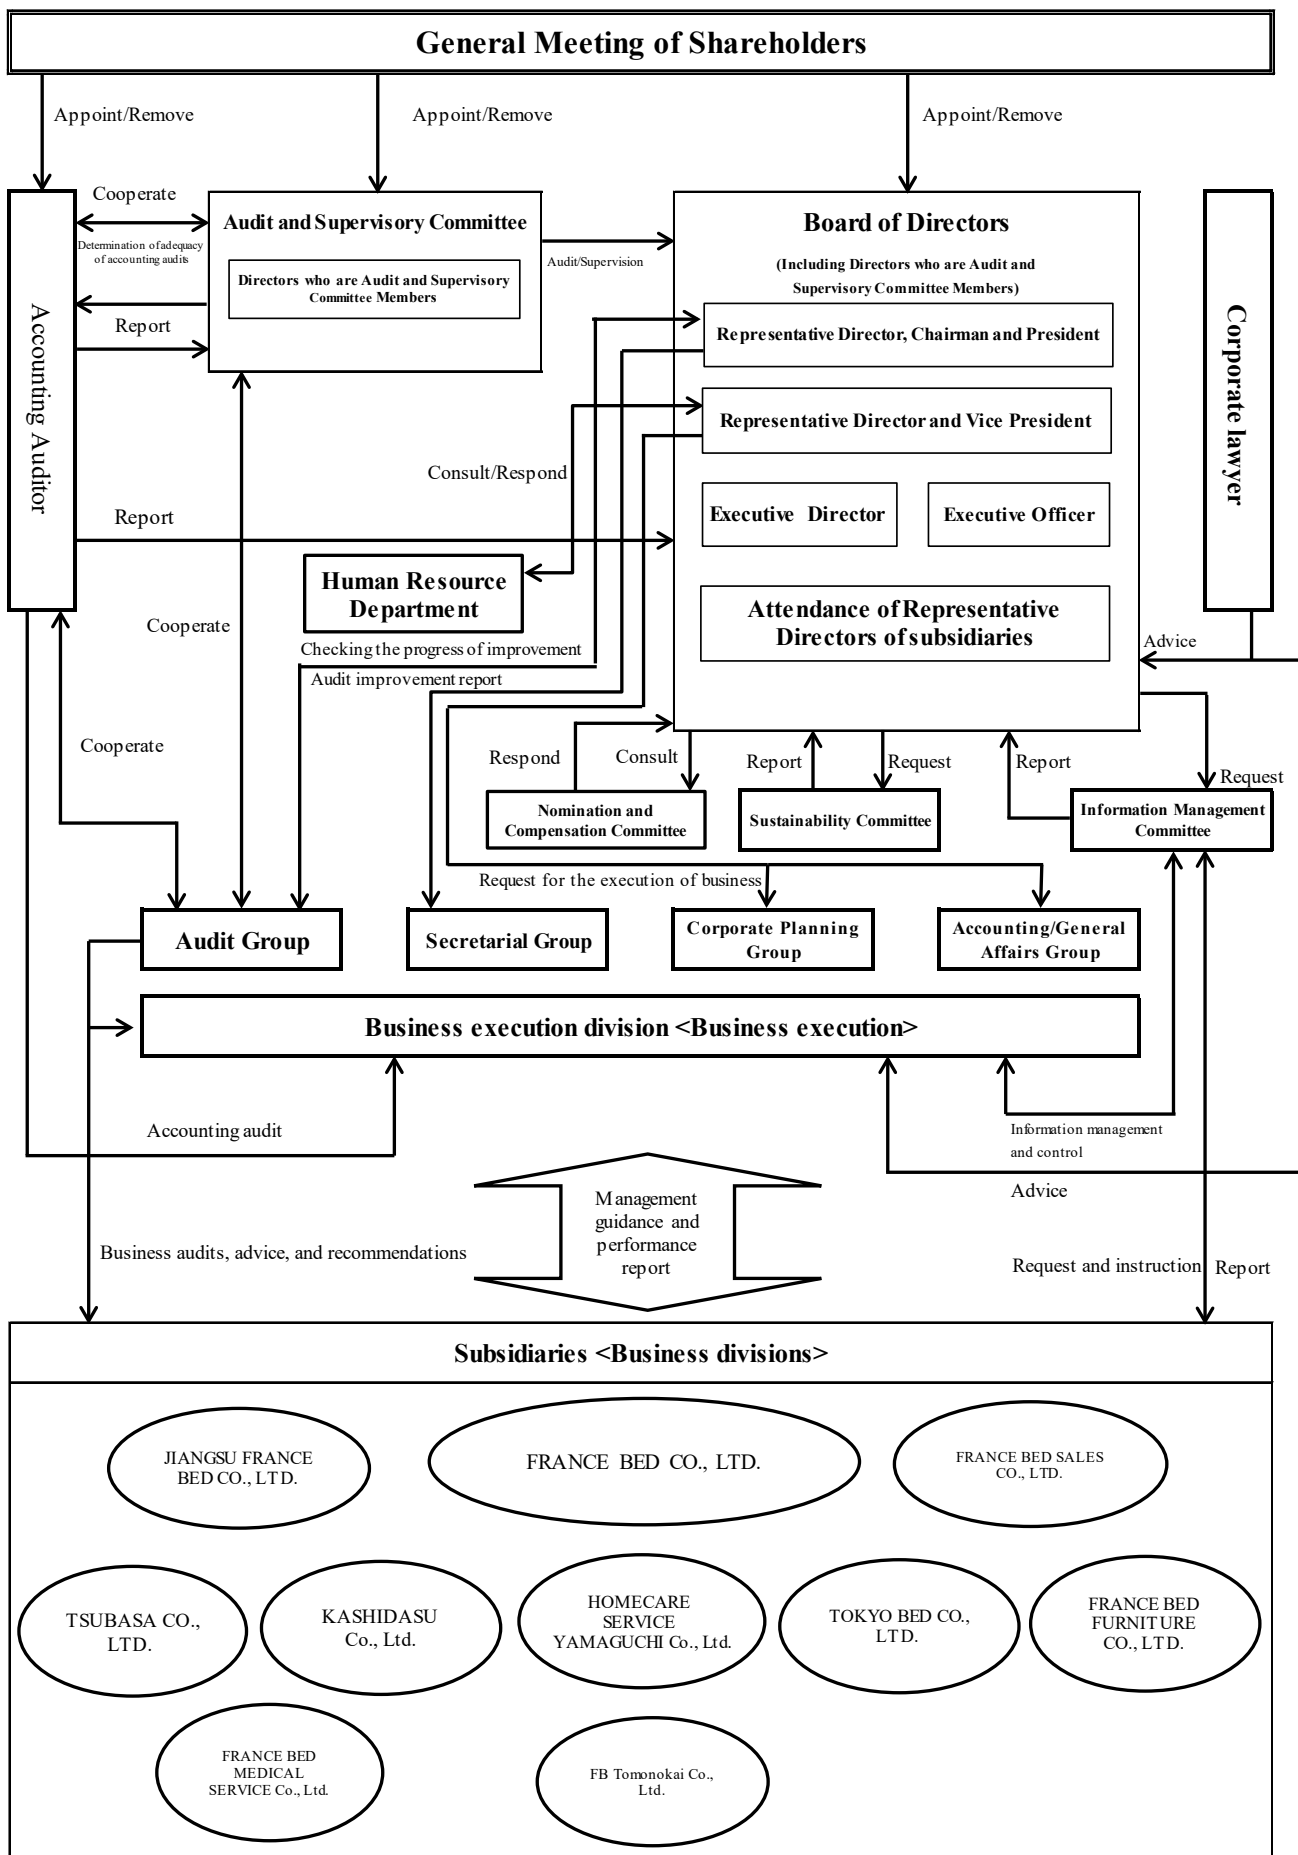 General Meeting of Shareholders
Appoint/Remove
Appoint/Remove
Appoint/Remove
Accounting Auditor
Cooperate
Determination of adequacy
of accounting audits
Report
Audit and Supervisory Committee
Directors who are Audit and Supervisory
Committee Members
Audit/Supervision
Board of Directors
(Including Directors who are Audit and
Supervisory Committee Members)
Representative Director, Chairman and President
Representative Director and Vice President
Executive Director
Executive Officer
Attendance of Representative
Directors of subsidiaries
Corporate lawyer
Consult/Respond
Report
Human Resource
Department
Cooperate
Checking the progress of improvement
Audit improvement report
Advice
Cooperate
Respond
Consult
Report
Request
Report
Request
Nomination and
Compensation Committee
Sustainability Committee
Information Management
Committee
Request for the execution of business
Audit Group
Secretarial Group
Corporate Planning
Group
Accounting/General
Affairs Group
Business execution division <Business execution>
Accounting audit
Information management
and control
Advice
Management
guidance and
performance
report
Business audits, advice, and recommendations
Request and instruction
Report
Subsidiaries <Business divisions>
JIANGSU FRANCE
BED CO., LTD.
FRANCE BED CO., LTD.
FRANCE BED SALES
CO., LTD.
TSUBASA CO.,
LTD.
KASHIDASU
Co., Ltd.
HOMECARE
SERVICE
YAMAGUCHI Co., Ltd.
TOKYO BED CO.,
LTD.
FRANCE BED
FURNITURE
CO., LTD.
FRANCE BED
MEDICAL
SERVICE Co., Ltd.
FB Tomonokai Co.,
Ltd.